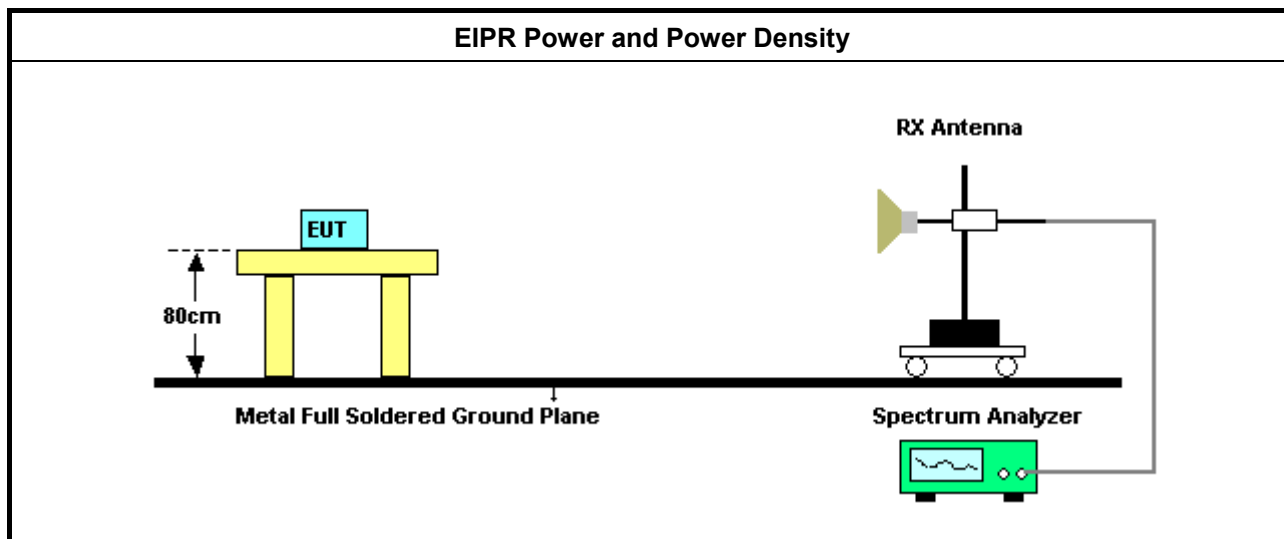 EIPR Power and Power Density
RX Antenna
EUT
80cm
Metal Full Soldered Ground Plane
Spectrum Analyzer